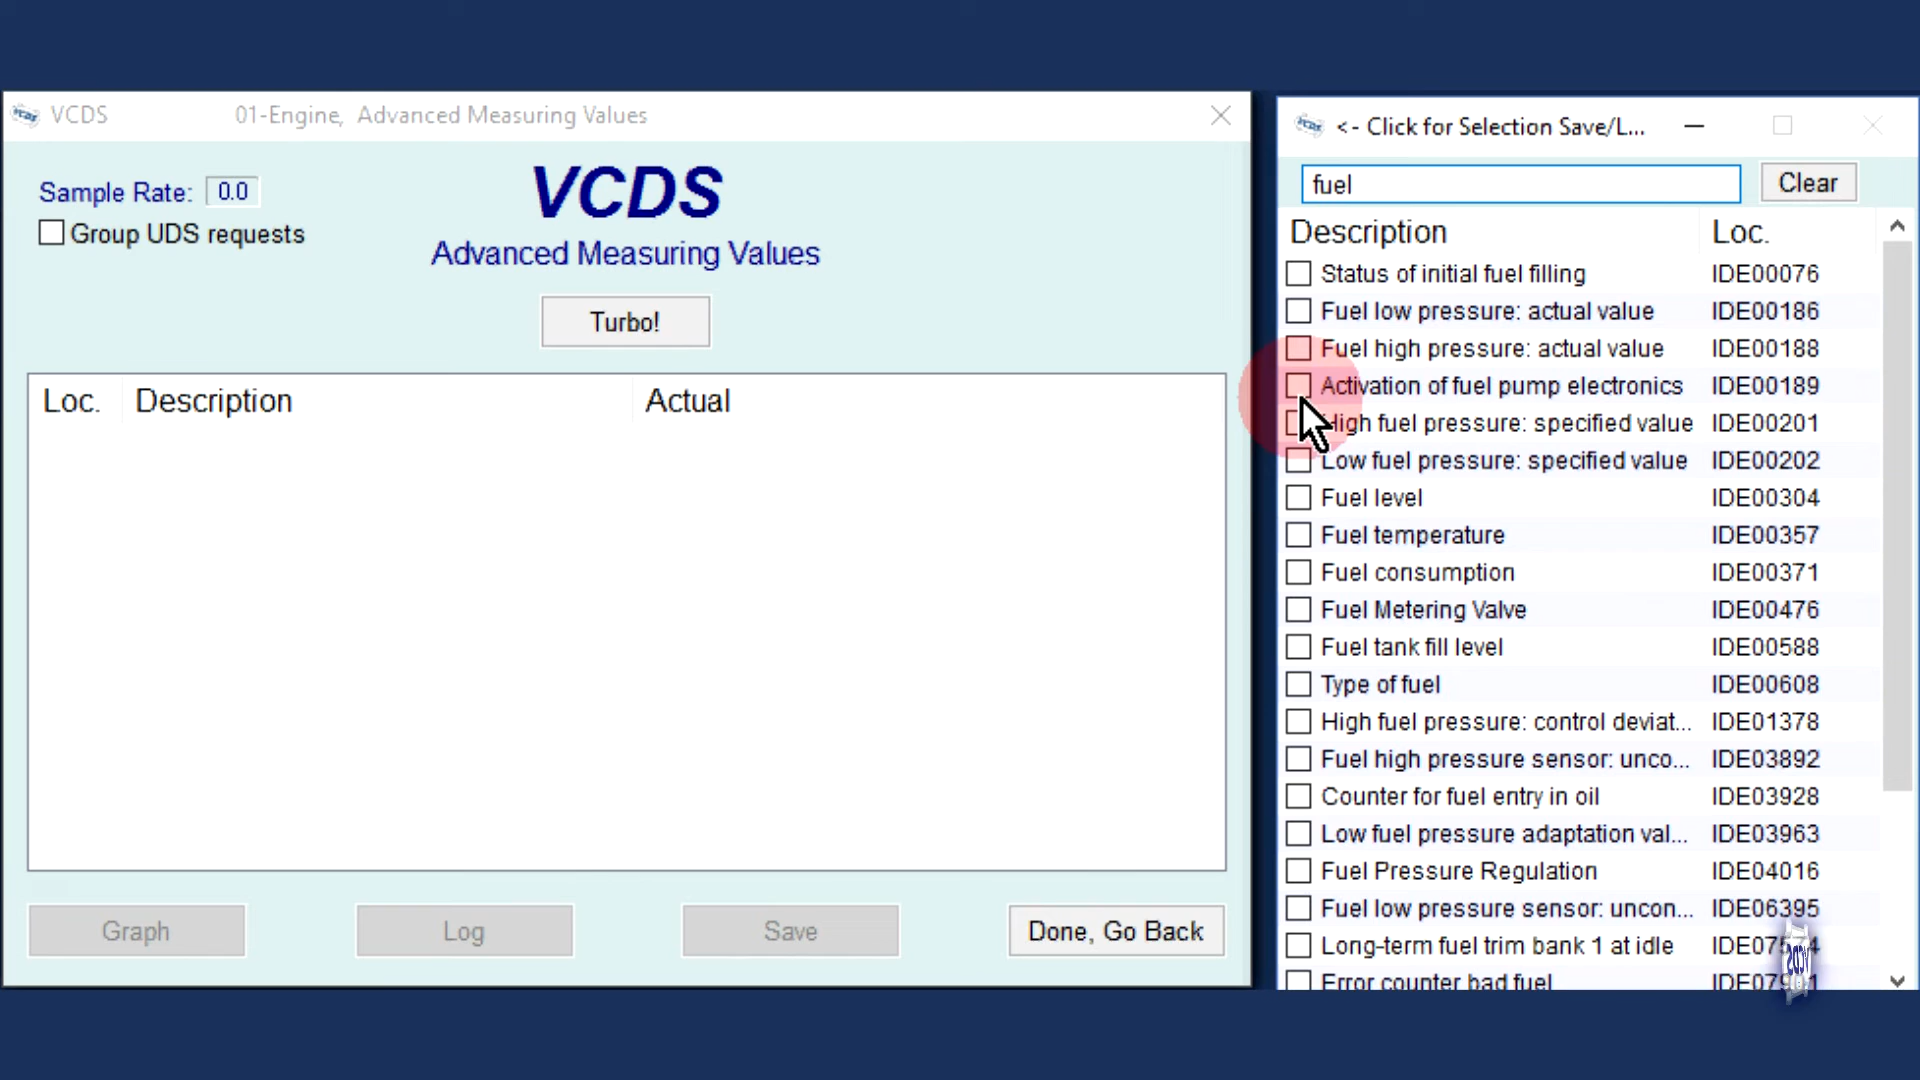 VCDS 01-Engine, Advanced Measuring Values
Sample Rate: 0.0
Group UDS requests
VCDS
Advanced Measuring Values
Turbo!
Loc. Description Actual
Graph Log Save Done, Go Back
<- Click for Selection Save/L...
fuel Clear
Description Loc.
Status of initial fuel filling IDE00076
Fuel low pressure: actual value IDE00186
Fuel high pressure: actual value IDE00188
Activation of fuel pump electronics IDE00189
High fuel pressure: specified value IDE00201
Low fuel pressure: specified value IDE00202
Fuel level IDE00304
Fuel temperature IDE00357
Fuel consumption IDE00371
Fuel Metering Valve IDE00476
Fuel tank fill level IDE00588
Type of fuel IDE00608
High fuel pressure: control deviat... IDE01378
Fuel high pressure sensor: unco... IDE03892
Counter for fuel entry in oil IDE03928
Low fuel pressure adaptation val... IDE03963
Fuel Pressure Regulation IDE04016
Fuel low pressure sensor: uncon... IDE06395
Long-term fuel trim bank 1 at idle
Error counter bad fuel